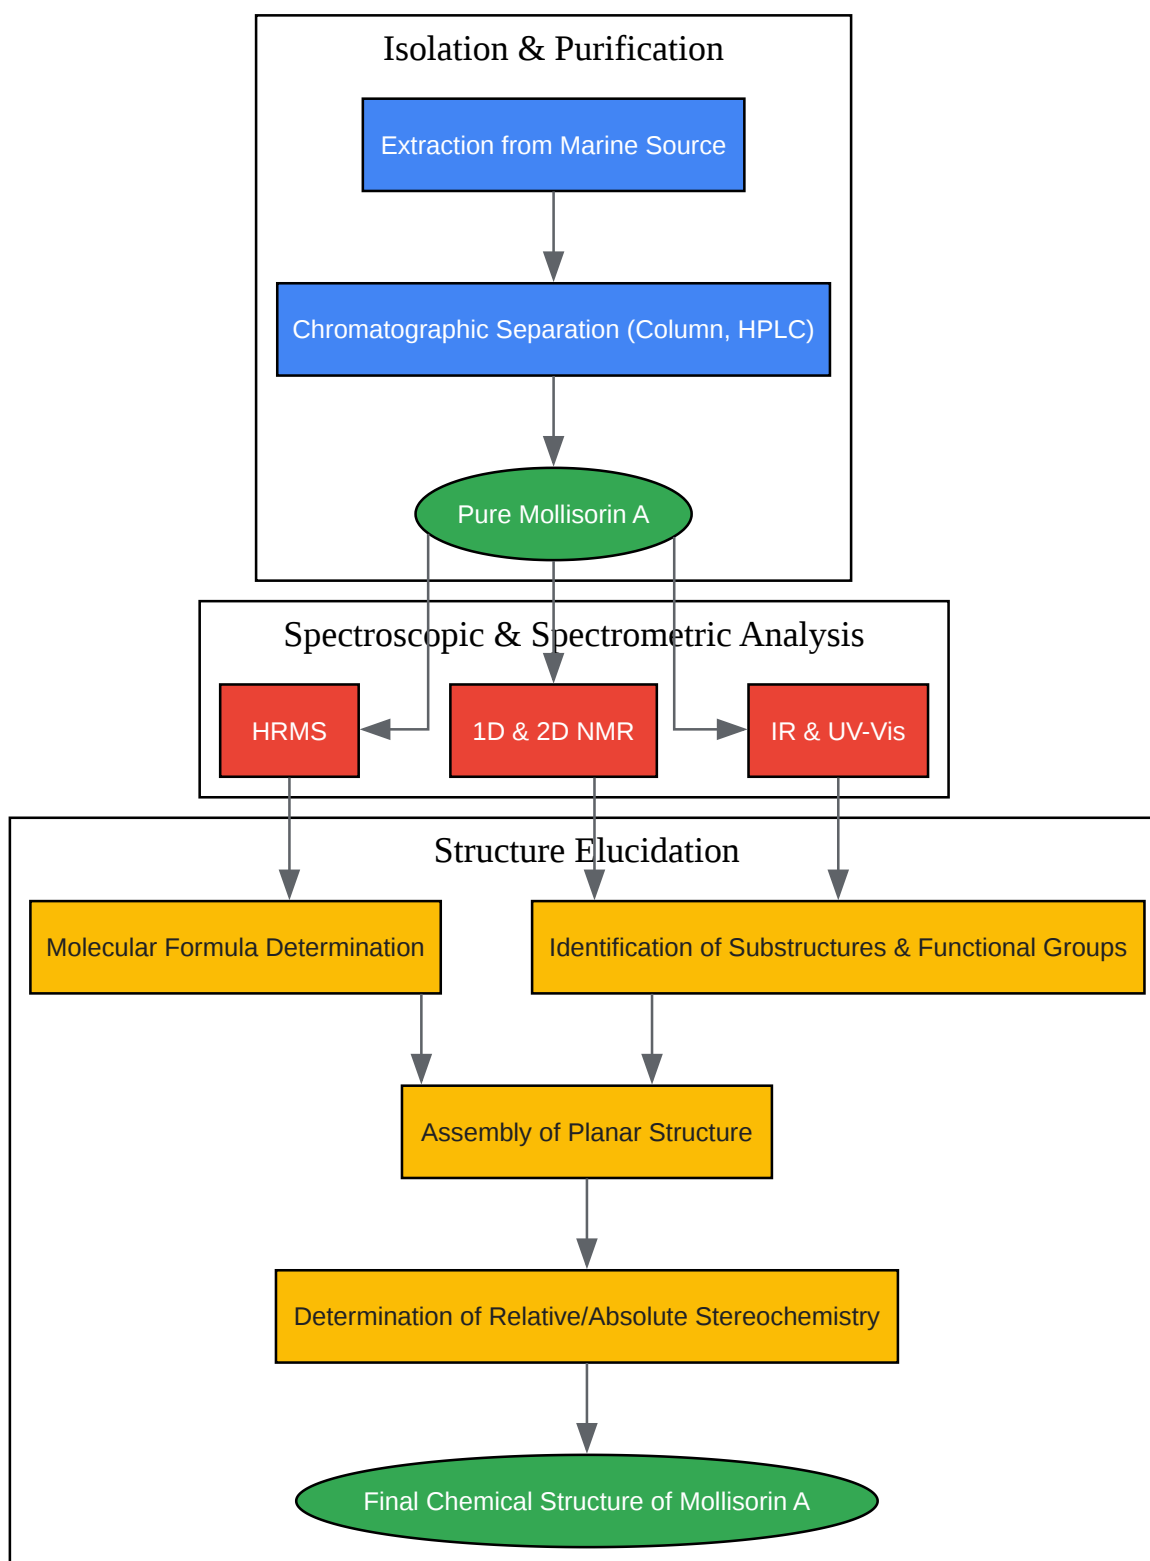 Isolation & Purification
Extraction from Marine Source
Chromatographic Separation (Column, HPLC)
Pure Mollisorin A
Spectroscopic & Spectrometric Analysis
HRMS
1D & 2D NMR
IR & UV-Vis
Structure Elucidation
Molecular Formula Determination
Identification of Substructures & Functional Groups
Assembly of Planar Structure
Determination of Relative/Absolute Stereochemistry
Final Chemical Structure of Mollisorin A